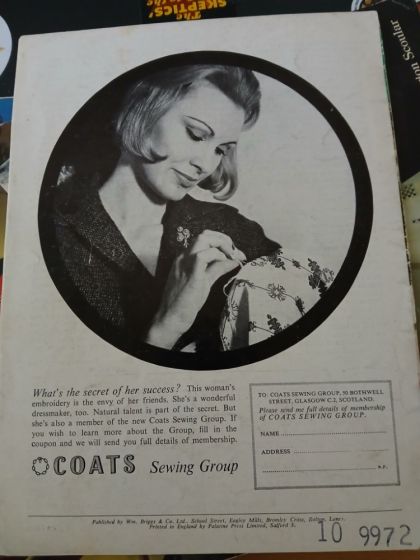 The
SKEPTICS'
ton Scoular
What's the secret of her success? This woman's
embroidery is the envy of her friends. She's a wonderful
dressmaker, too. Natural talent is part of the secret. But
she's also a member of the new Coats Sewing Group. If
you wish to learn more about the Group, fill in the
coupon and we will send you full details of membership.
COATS Sewing Group
TO: COATS SEWING GROUP, 50 BOTHWELL
STREET, GLASGOW C.2, SCOTLAND.
Please send me full details of membership
of COATS SEWING GROUP.
NAME
ADDRESS
N.P.
Published by Wm. Briggs & Co. Ltd., School Street, Eagley Mills, Bromley Cross, Bolton, Lancs.
Printed in England by Palatine Press Limited, Salford 5.
10 9972